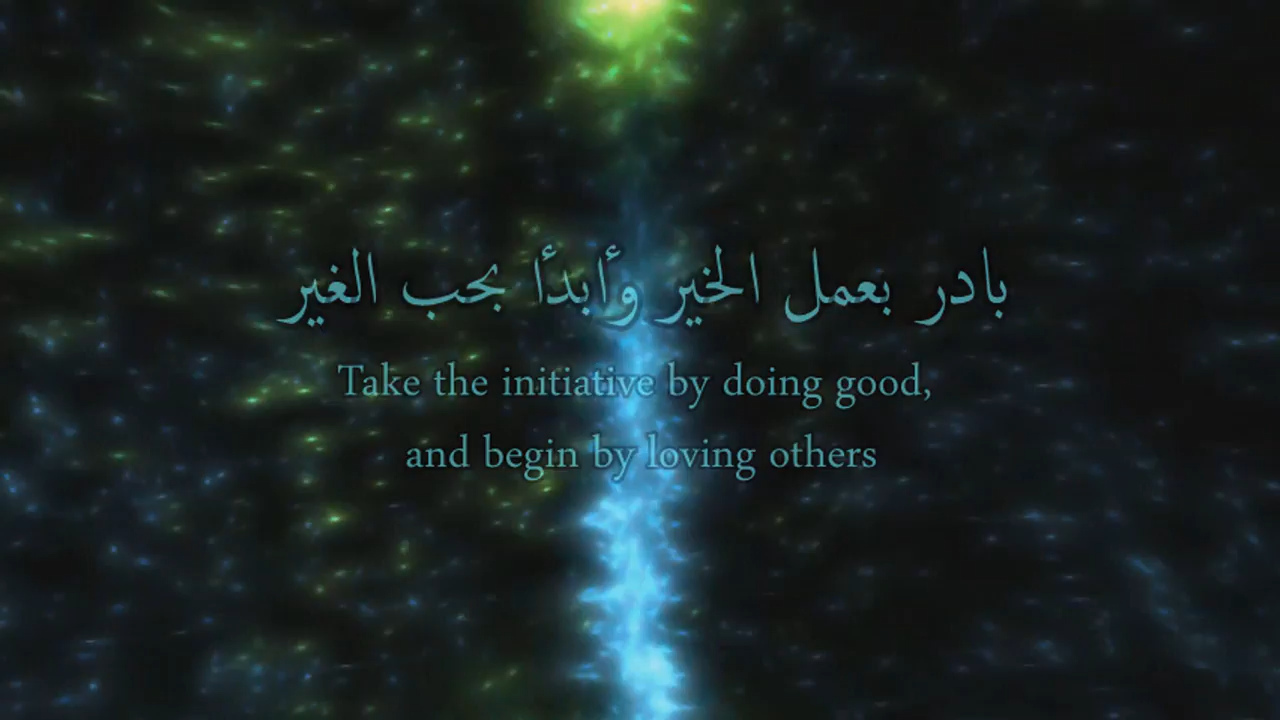 بادر بعمل الخير وأبدأ بحب الغير
Take the initiative by doing good,
and begin by loving others